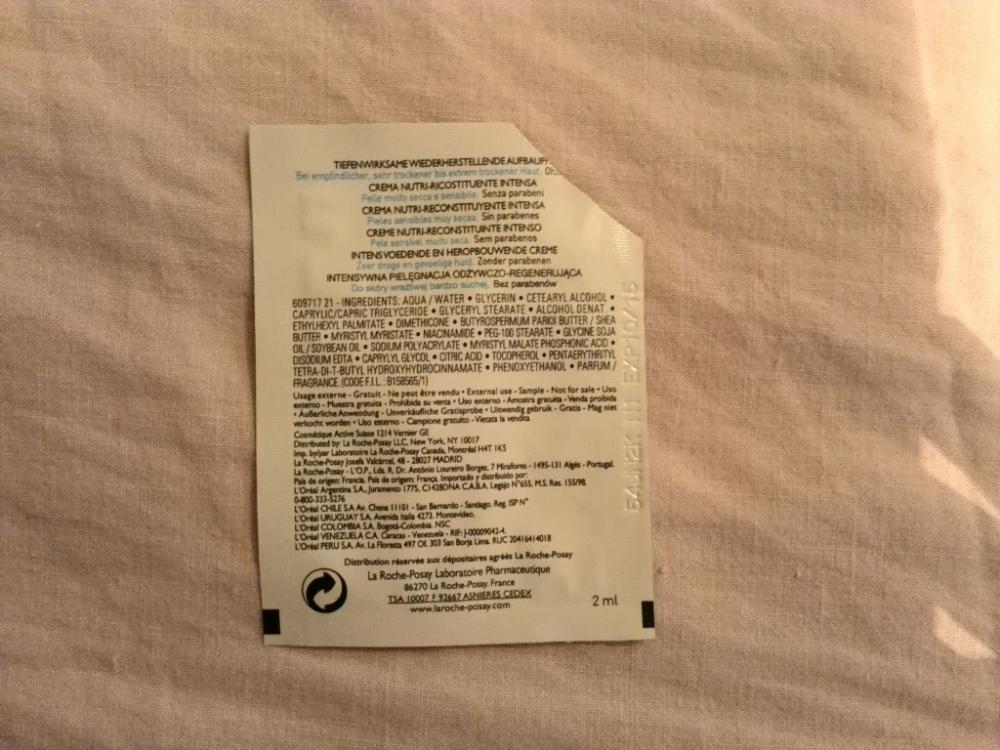 TIEFENWIRKSAME WIEDERHERSTELLENDE
Bei empfindlicher, sehr trockener bis extrem trockener Haut.
CREMA NUTRI-RICOSTITUENTE INTENSA
Pelle molto secca e sensibile. Senza parabeni
CREMA NUTRI-RECONSTITUYENTE INTENSA
Pieles sensibles muy secas. Sin parabenes
CREME NUTRI-RECONSTITUINTE INTENSO
Pele sensível muito seca. Sem parabenos
INTENS VOEDENDE EN HEROPBOUWENDE CREME
Zeer droge en gevoelige huid. Zonder parabenen
INTENSYWNA PIELĘGNACJA ODŻYWCZO-REGENERUJĄCA
Do skóry wrażliwej bardzo suchej. Bez parabenów
609717 21 - INGREDIENTS: AQUA / WATER • GLYCERIN • CETEARYL ALCOHOL •
CAPRYLIC/CAPRIC TRIGLYCERIDE • GLYCERYL STEARATE • ALCOHOL DENAT. •
ETHYLHEXYL PALMITATE • DIMETHICONE • BUTYROSPERMUM PARKII BUTTER / SHEA
BUTTER • MYRISTYL MYRISTATE • NIACINAMIDE • PEG-100 STEARATE • GLYCINE SOJA
OIL / SOYBEAN OIL • SODIUM POLYACRYLATE • MYRISTYL MALATE PHOSPHONIC ACID •
DISODIUM EDTA • CAPRYLYL GLYCOL • CITRIC ACID • TOCOPHEROL • PENTAERYTHRITYL
TETRA-DI-T-BUTYL HYDROXYHYDROCINNAMATE • PHENOXYETHANOL • PARFUM /
FRAGRANCE. (CODE F.I.L.: B158565/1)
Usage externe - Gratuit - Ne peut être vendu • External use - Sample - Not for sale • Uso
externo - Muestra gratuita - Prohibida su venta • Uso externo - Amostra gratuita - Venda proibida
• Äußerliche Anwendung - Unverkäufliche Gratisprobe • Uitwendig gebruik - Gratis - Mag niet
verkocht worden • Uso esterno - Campione gratuito - Vietata la vendita
Cosmétique Active Suisse 1214 Vernier GE
Distributed by: La Roche-Posay LLC, New York, NY 10017
Imp. by/par Laboratoire La Roche-Posay Canada, Montréal H4T 1K5
La Roche-Posay Josefa Valcárcel, 48 - 28027 MADRID
La Roche-Posay - L'O.P., Lda. R. Dr. António Loureiro Borges, 7 Miraflores - 1495-131 Algés - Portugal.
País de origen: Francia. País de origem: França. Importado y distribuido por:
L'Oréal Argentina S.A., Juramento 1775, C1428DNA C.A.B.A. Legajo N°655, M.S. Res. 155/98.
0-800-333-5276
L'Oréal CHILE S.A Av. Chena 11101 - San Bernardo - Santiago. Reg. ISP N°
L'Oréal URUGUAY S.A. Avenida Italia 4273. Montevideo.
L'Oréal COLOMBIA S.A. Bogotá-Colombia. NSC
L'Oréal VENEZUELA C.A. Caracas - Venezuela - RIF: J-00009042-4.
L'Oréal PERU S.A. Av. La Floresta 497 Of. 303 San Borja Lima. RUC 20416414018
Distribution réservée aux dépositaires agréés La Roche-Posay
La Roche-Posay Laboratoire Pharmaceutique
86270 La Roche-Posay. France
TSA 10007 F 92667 ASNIERES CEDEX
www.laroche-posay.com
2 ml
EXP10/15